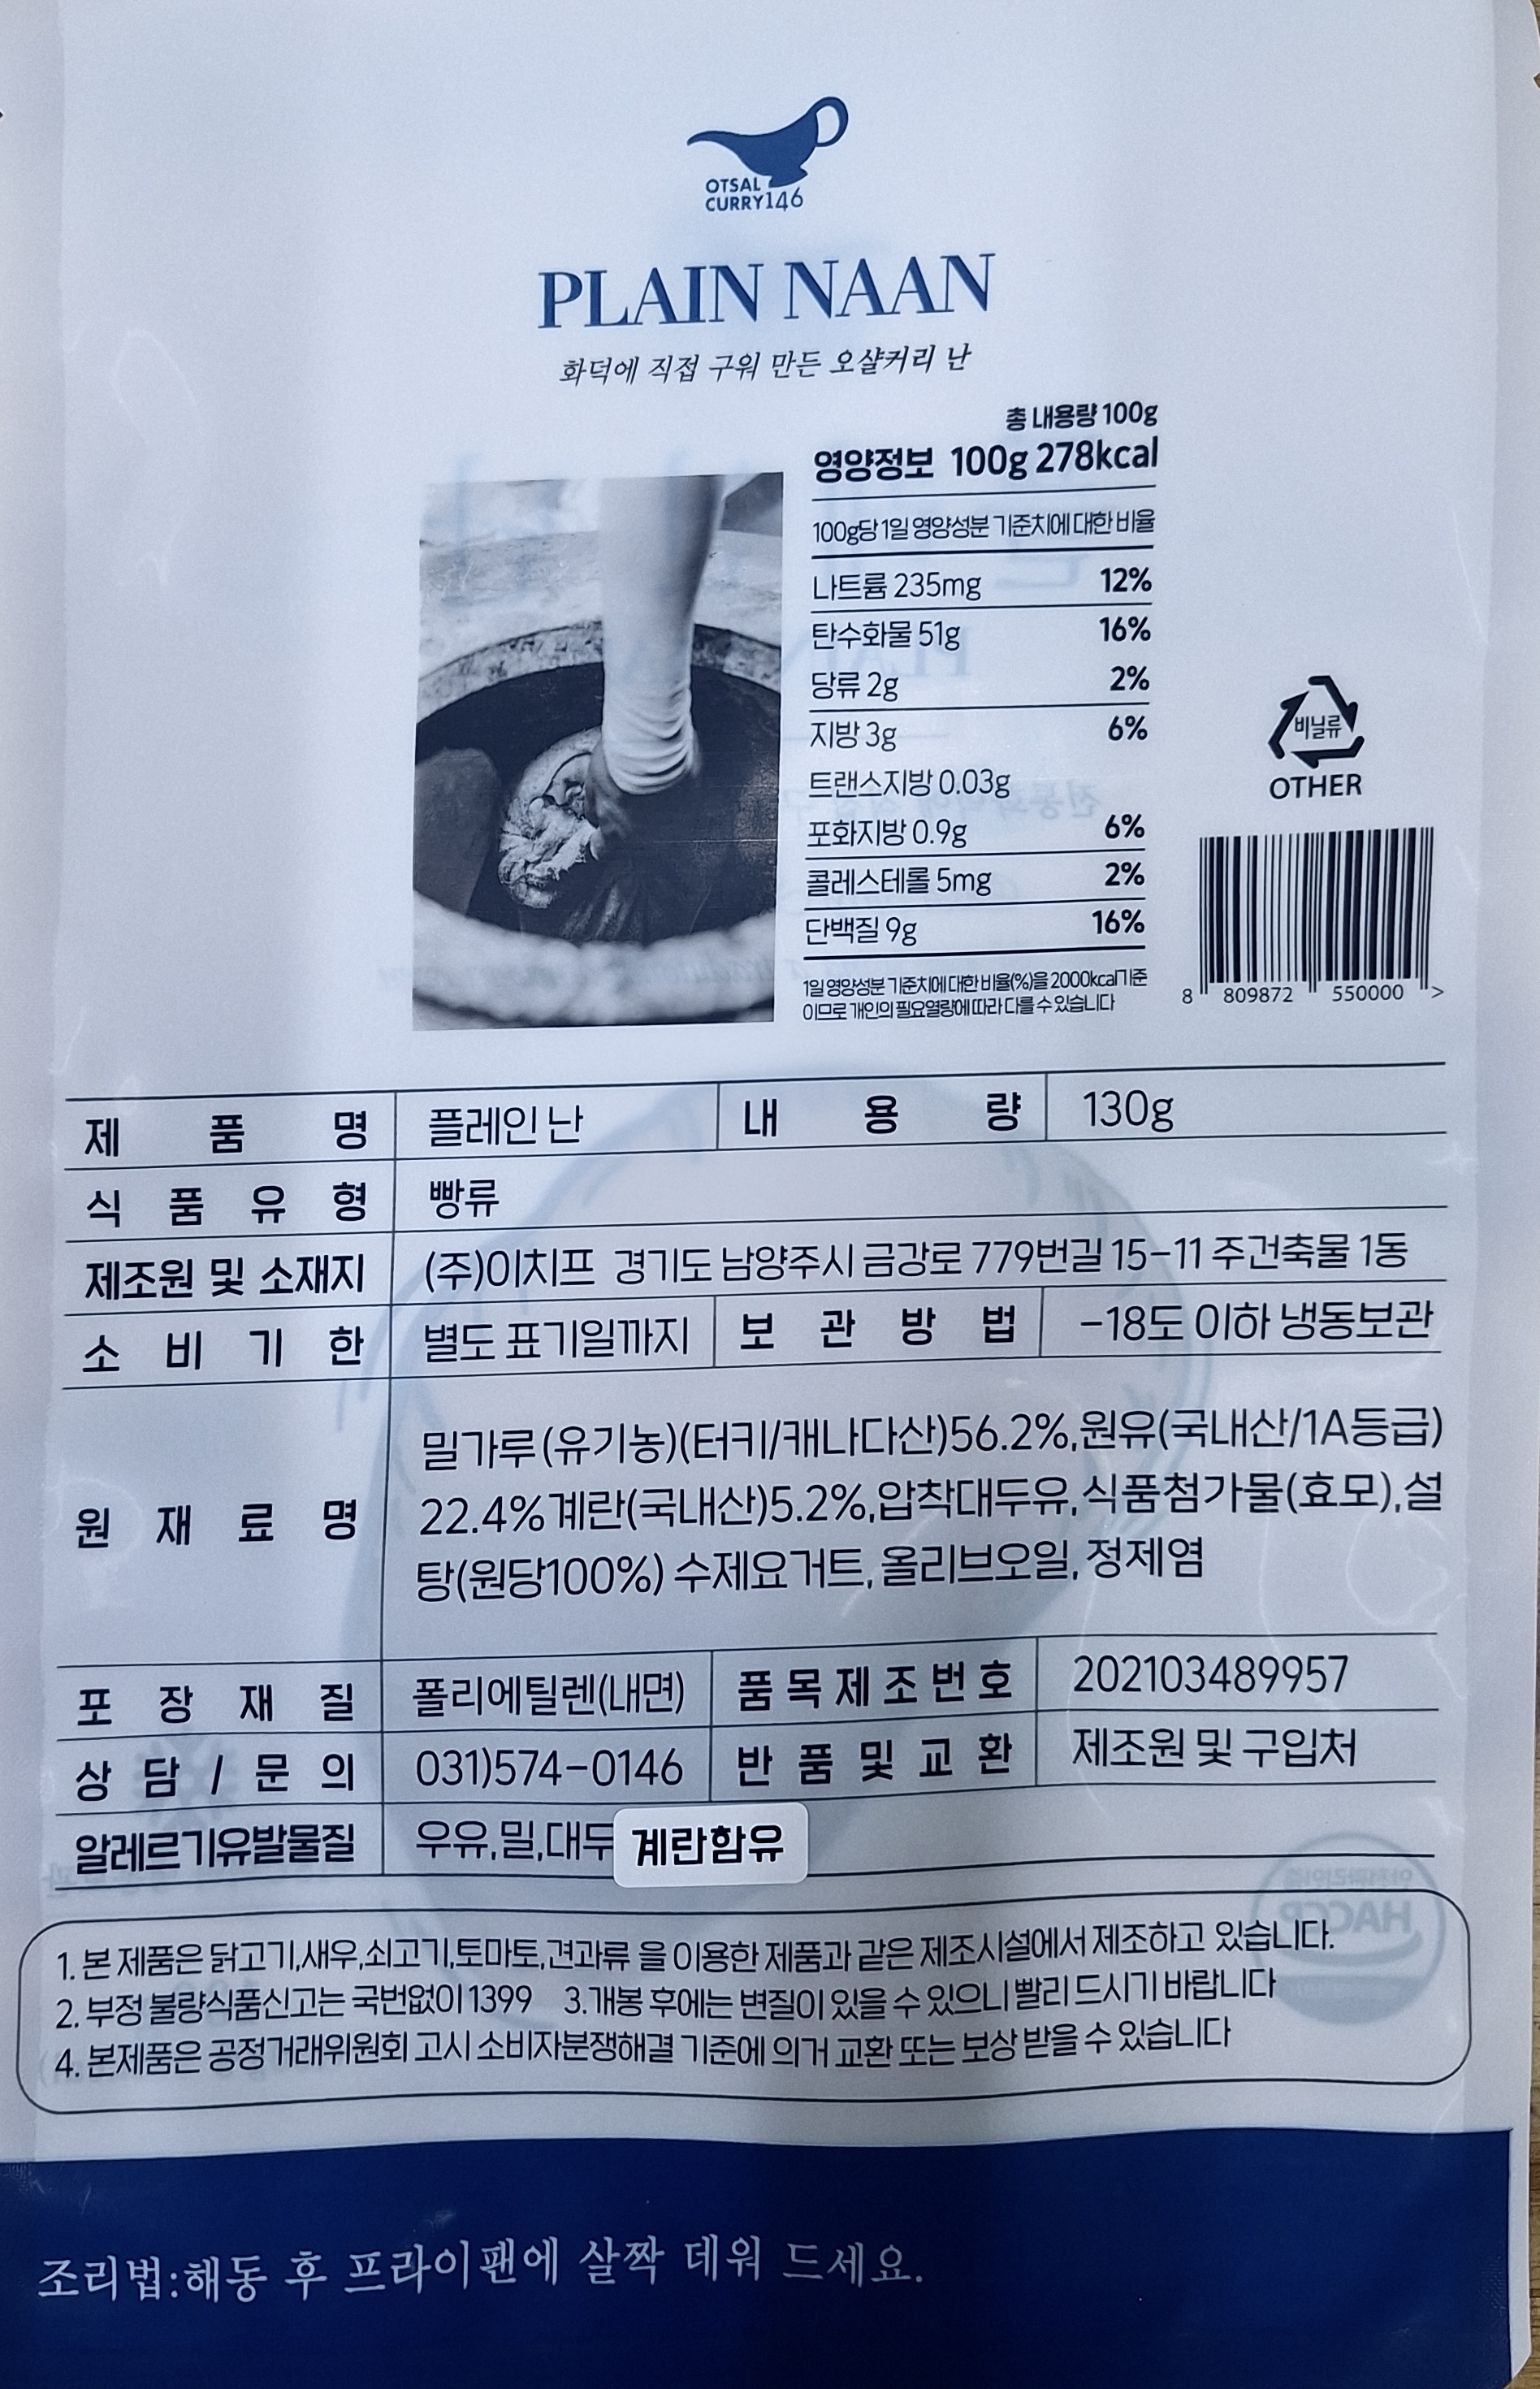 OTSAL
CURRY146
PLAIN NAAN
화덕에 직접 구워 만든 오샬커리 난
총 내용량 100g
영양정보 100g 278kcal
100g당 1일 영양성분 기준치에 대한 비율
나트륨 235mg 12%
탄수화물 51g 16%
당류 2g 2%
지방 3g 6%
트랜스지방 0.03g
포화지방 0.9g 6%
콜레스테롤 5mg 2%
단백질 9g 16%
1일 영양성분 기준치에 대한 비율(%)을 2000kcal기준
이므로 개인의 필요열량에 따라 다를 수 있습니다
비닐류
OTHER
8 809872 550000 >
제품명 플레인 난 내용량 130g
식품유형 빵류
제조원 및 소재지 (주)이치프 경기도 남양주시 금강로 779번길 15-11 주건축물 1동
소비기한 별도 표기일까지 보관방법 -18도 이하 냉동보관
원재료명 밀가루(유기농)(터키/캐나다산)56.2%,원유(국내산/1A등급)
22.4%계란(국내산)5.2%,압착대두유,식품첨가물(효모),설
탕(원당100%) 수제요거트, 올리브오일, 정제염
포장재질 폴리에틸렌(내면) 품목제조번호 202103489957
상담/문의 031)574-0146 반품및교환 제조원 및 구입처
알레르기유발물질 우유,밀,대두 계란함유
1. 본 제품은 닭고기,새우,쇠고기,토마토,견과류 을 이용한 제품과 같은 제조시설에서 제조하고 있습니다.
2. 부정 불량식품신고는 국번없이 1399 3.개봉 후에는 변질이 있을 수 있으니 빨리 드시기 바랍니다
4. 본제품은 공정거래위원회 고시 소비자분쟁해결 기준에 의거 교환 또는 보상 받을 수 있습니다
HACCP
조리법:해동 후 프라이팬에 살짝 데워 드세요.